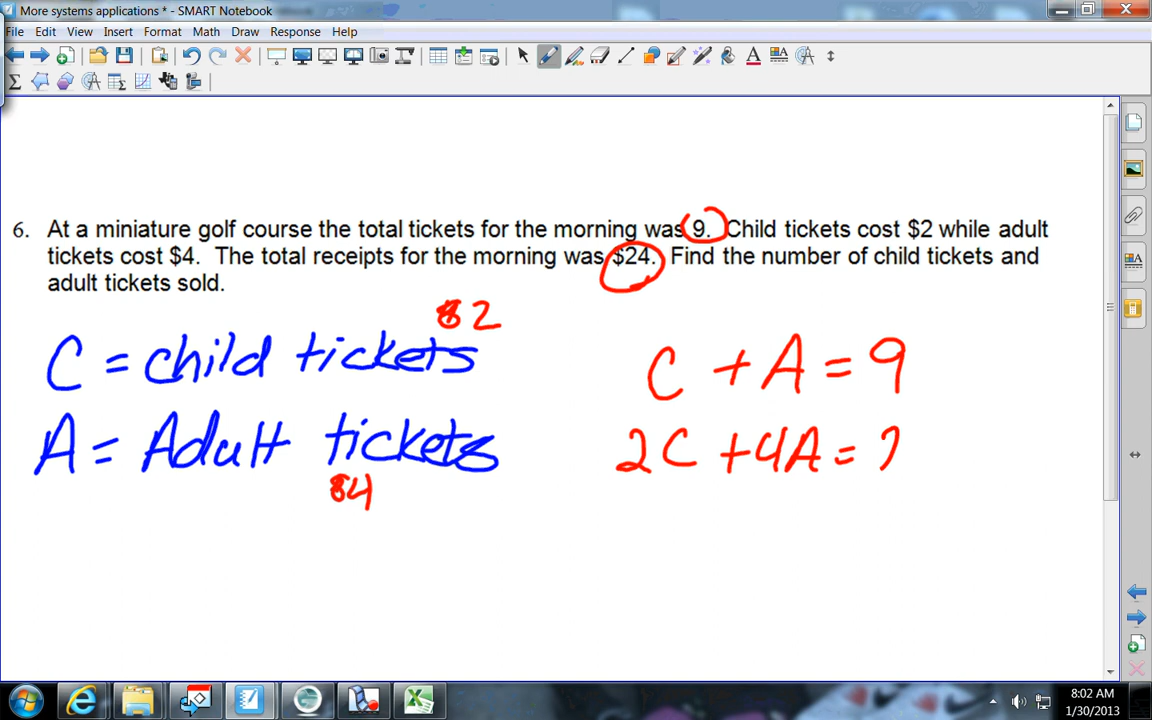 More systems applications * - SMART Notebook
File Edit View Insert Format Math Draw Response Help
6. At a miniature golf course the total tickets for the morning was 9. Child tickets cost $2 while adult
tickets cost $4. The total receipts for the morning was $24. Find the number of child tickets and
adult tickets sold.
$2
C = child tickets
C + A = 9
A = Adult tickets
2C + 4A =
$4
8:02 AM
1/30/2013